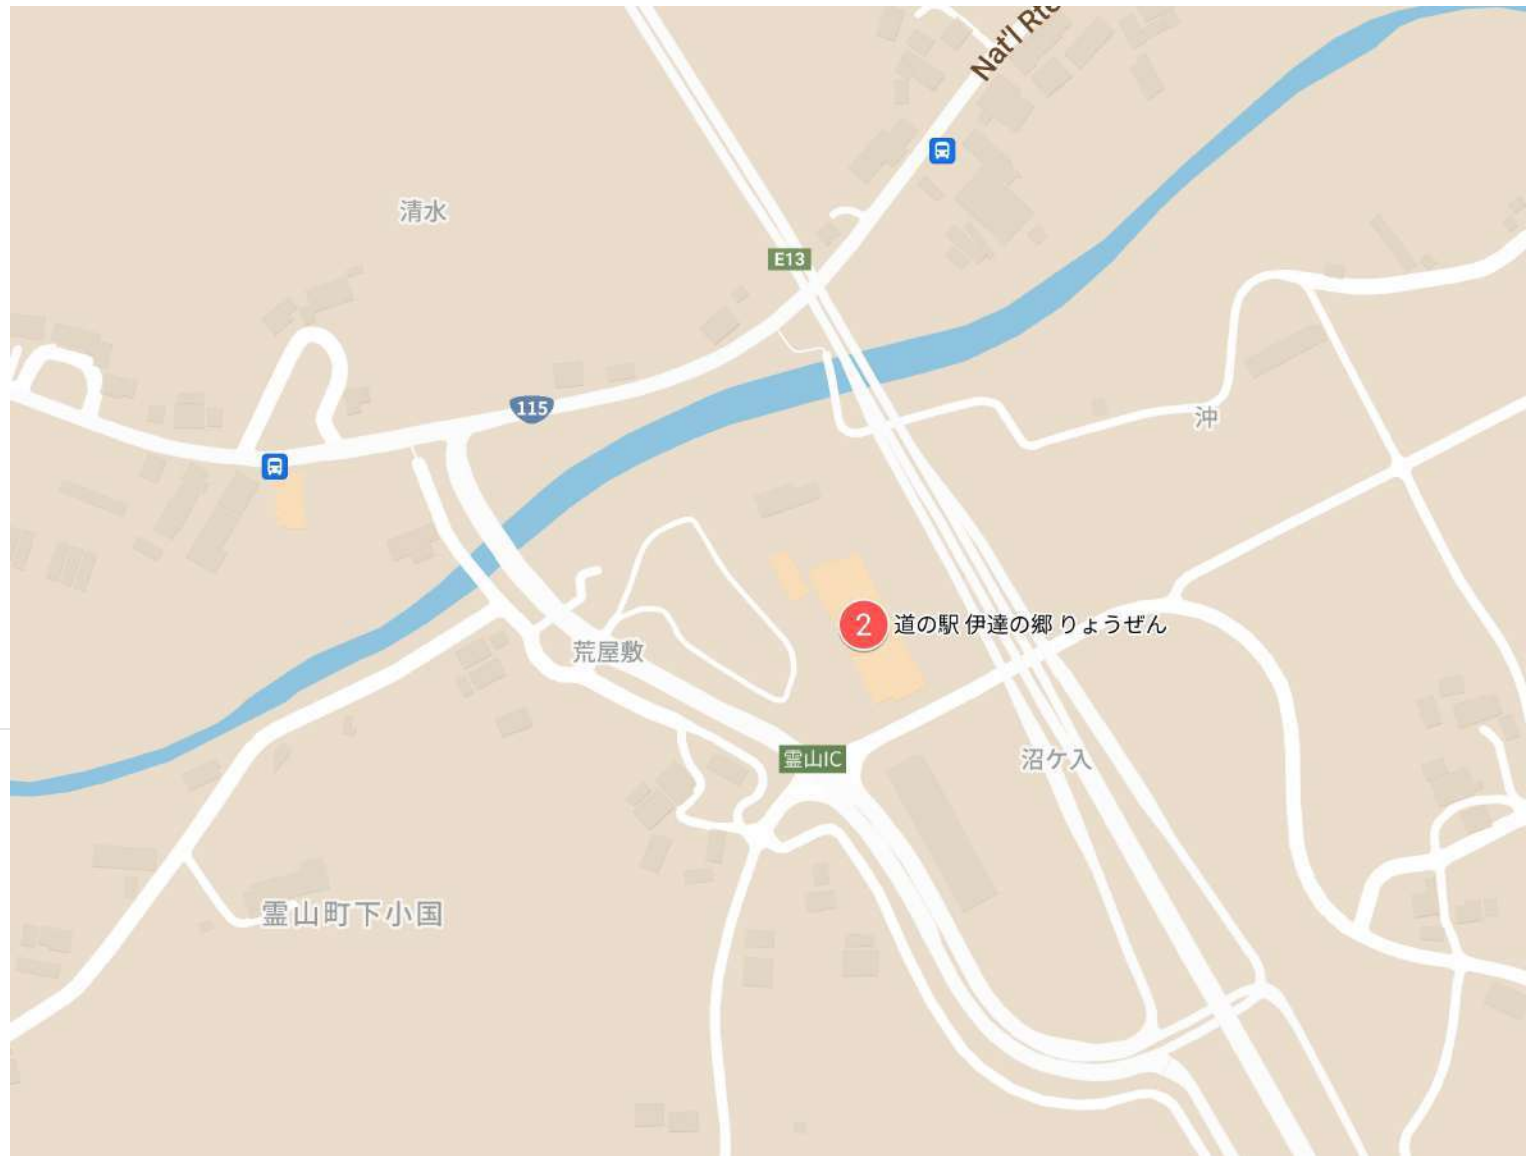 Nat'l Rte
清水
E13
115
沖
2 道の駅 伊達の郷 りょうぜん
荒屋敷
霊山IC
沼ケ入
霊山町下小国